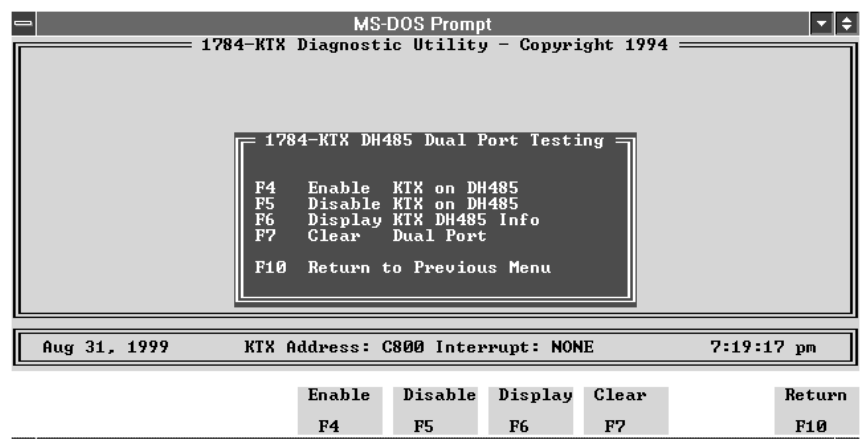 MS-DOS Prompt
1784-KTX Diagnostic Utility - Copyright 1994
1784-KTX DH485 Dual Port Testing
F4 Enable KTX on DH485
F5 Disable KTX on DH485
F6 Display KTX DH485 Info
F7 Clear Dual Port
F10 Return to Previous Menu
Aug 31, 1999 KTX Address: C800 Interrupt: NONE 7:19:17 pm
Enable Disable Display Clear Return
F4 F5 F6 F7 F10